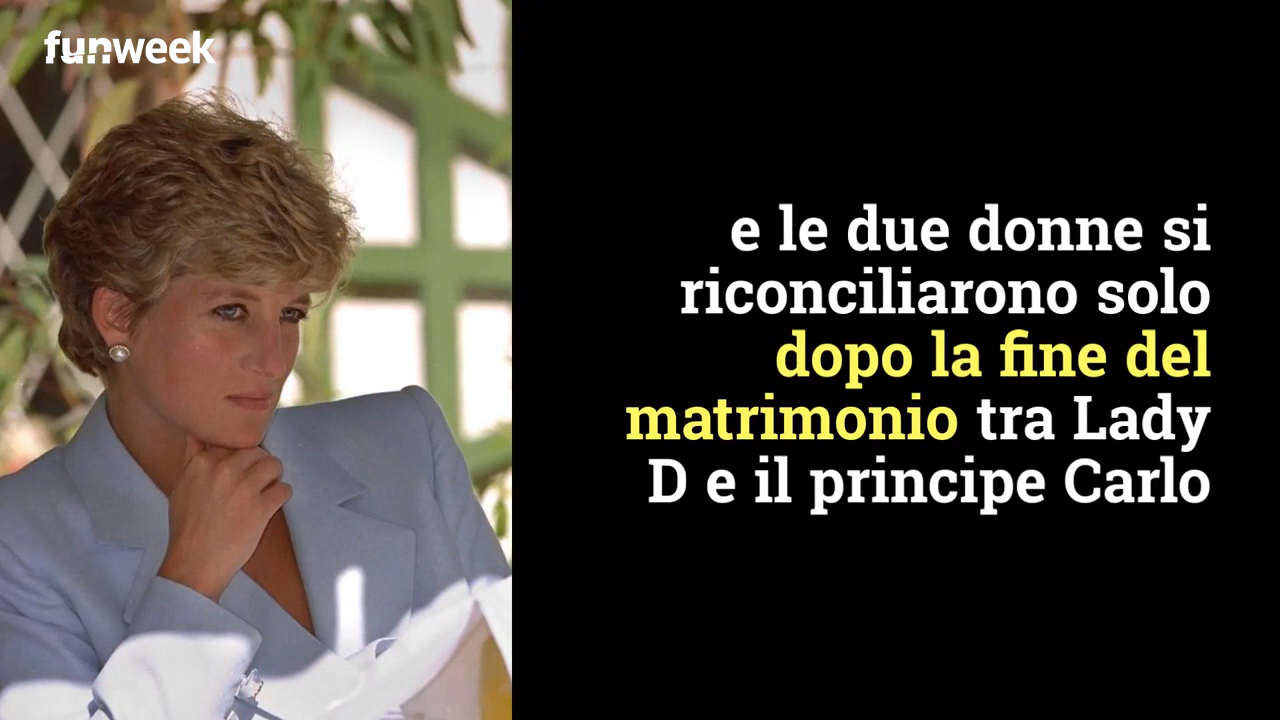 funweek
e le due donne si
riconciliarono solo
dopo la fine del
matrimonio tra Lady
D e il principe Carlo